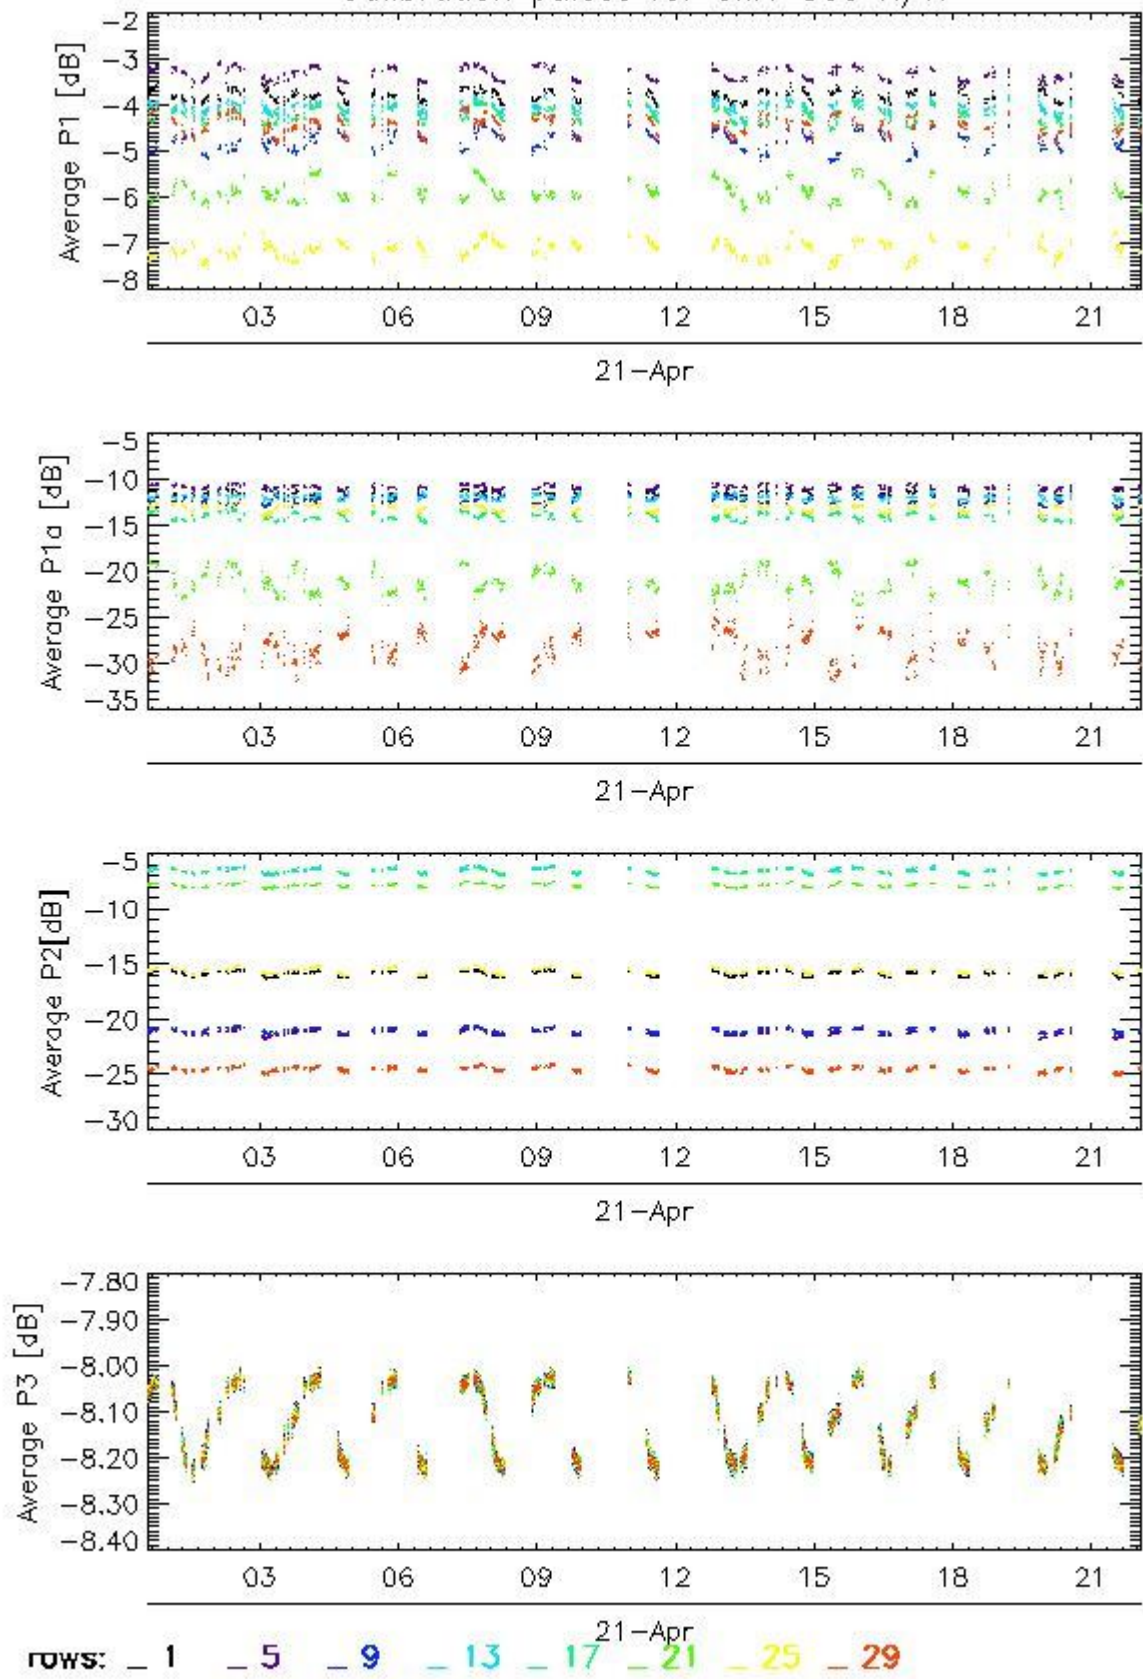 Average P1 [dB]
-2
-3
-4
-5
-6
-7
-8
03 06 09 12 15 18 21
21-Apr
Average P1a [dB]
-5
-10
-15
-20
-25
-30
-35
03 06 09 12 15 18 21
21-Apr
Average P2[dB]
-5
-10
-15
-20
-25
-30
03 06 09 12 15 18 21
21-Apr
Average P3 [dB]
-7.80
-7.90
-8.00
-8.10
-8.20
-8.30
-8.40
03 06 09 12 15 18 21
21-Apr
rows: _ 1 _ 5 _ 9 _ 13 _ 17 _ 21 _ 25 _ 29